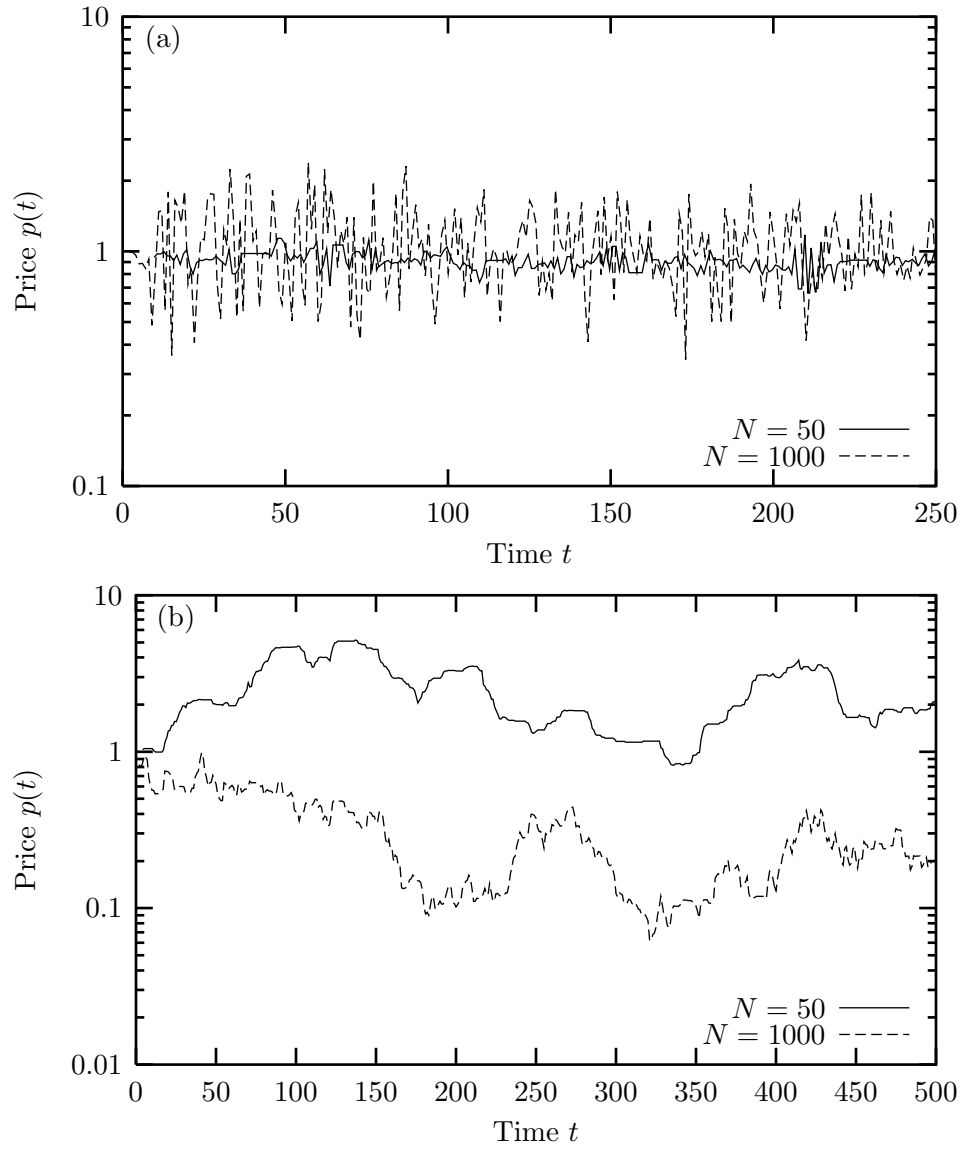 10
(a)
Price p(t)
1
N = 50
N = 1000
0.1
0 50 100 150 200 250
Time t
10
(b)
1
Price p(t)
0.1
N = 50
N = 1000
0.01
0 50 100 150 200 250 300 350 400 450 500
Time t